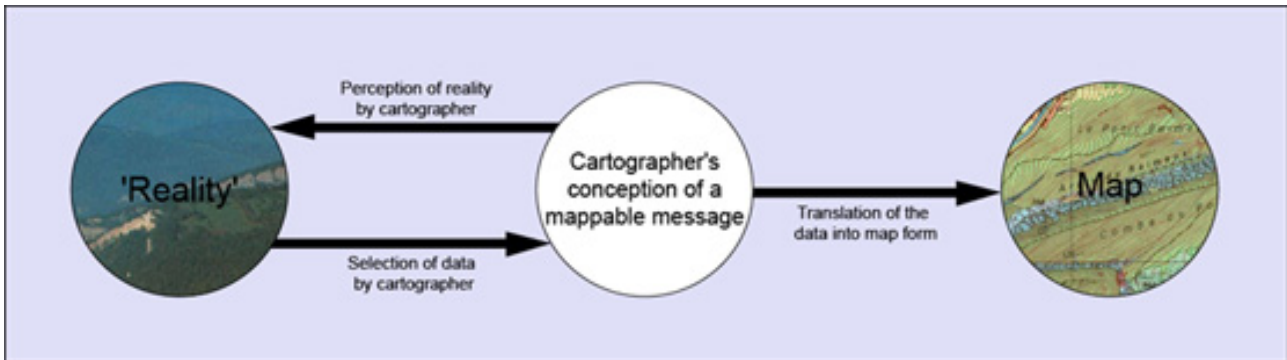 Perception of reality
by cartographer
'Reality'
Selection of data
by cartographer
Cartographer's
conception of a
mappable message
Translation of the
data into map form
Map